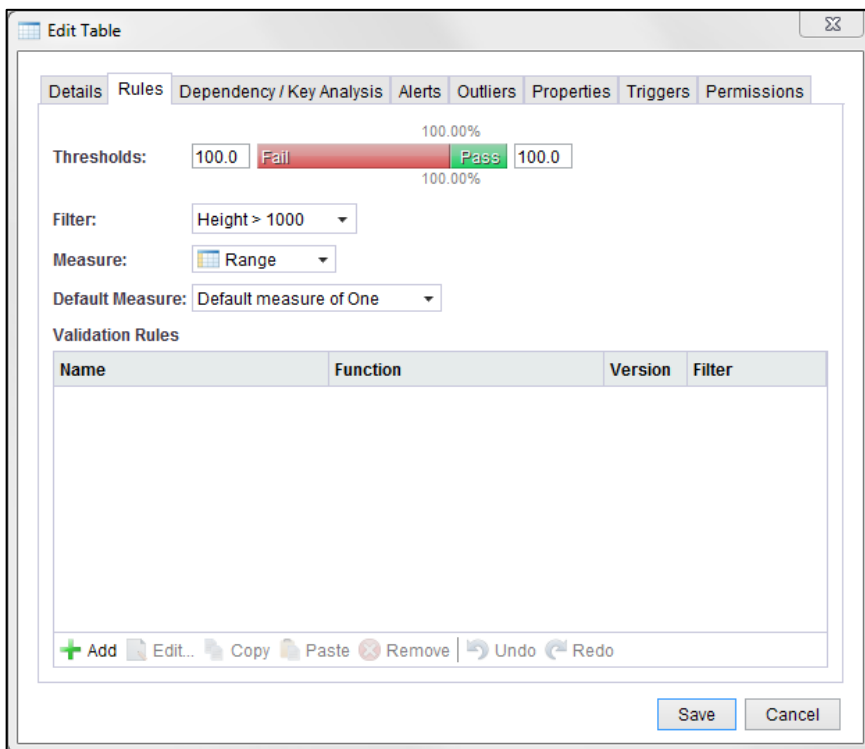 Edit Table
Details Rules Dependency / Key Analysis Alerts Outliers Properties Triggers Permissions
100.00%
Thresholds: 100.0 Fail Pass 100.0
100.00%
Filter: Height > 1000
Measure: Range
Default Measure: Default measure of One
Validation Rules
Name Function Version Filter
Add Edit... Copy Paste Remove Undo Redo
Save Cancel